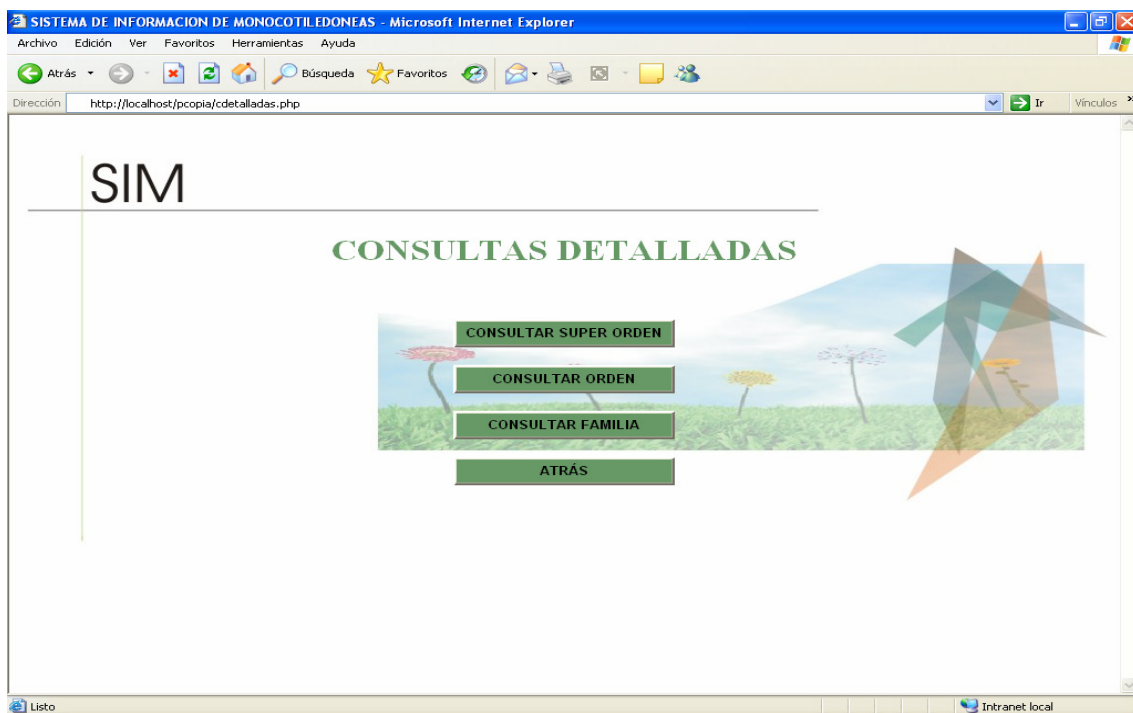 SISTEMA DE INFORMACION DE MONOCOTILEDONEAS - Microsoft Internet Explorer
Archivo Edición Ver Favoritos Herramientas Ayuda
Atrás Búsqueda Favoritos
Dirección http://localhost/pcopia/cdetalladas.php Ir Vínculos »
SIM
CONSULTAS DETALLADAS
CONSULTAR SUPER ORDEN
CONSULTAR ORDEN
CONSULTAR FAMILIA
ATRÁS
Listo Intranet local